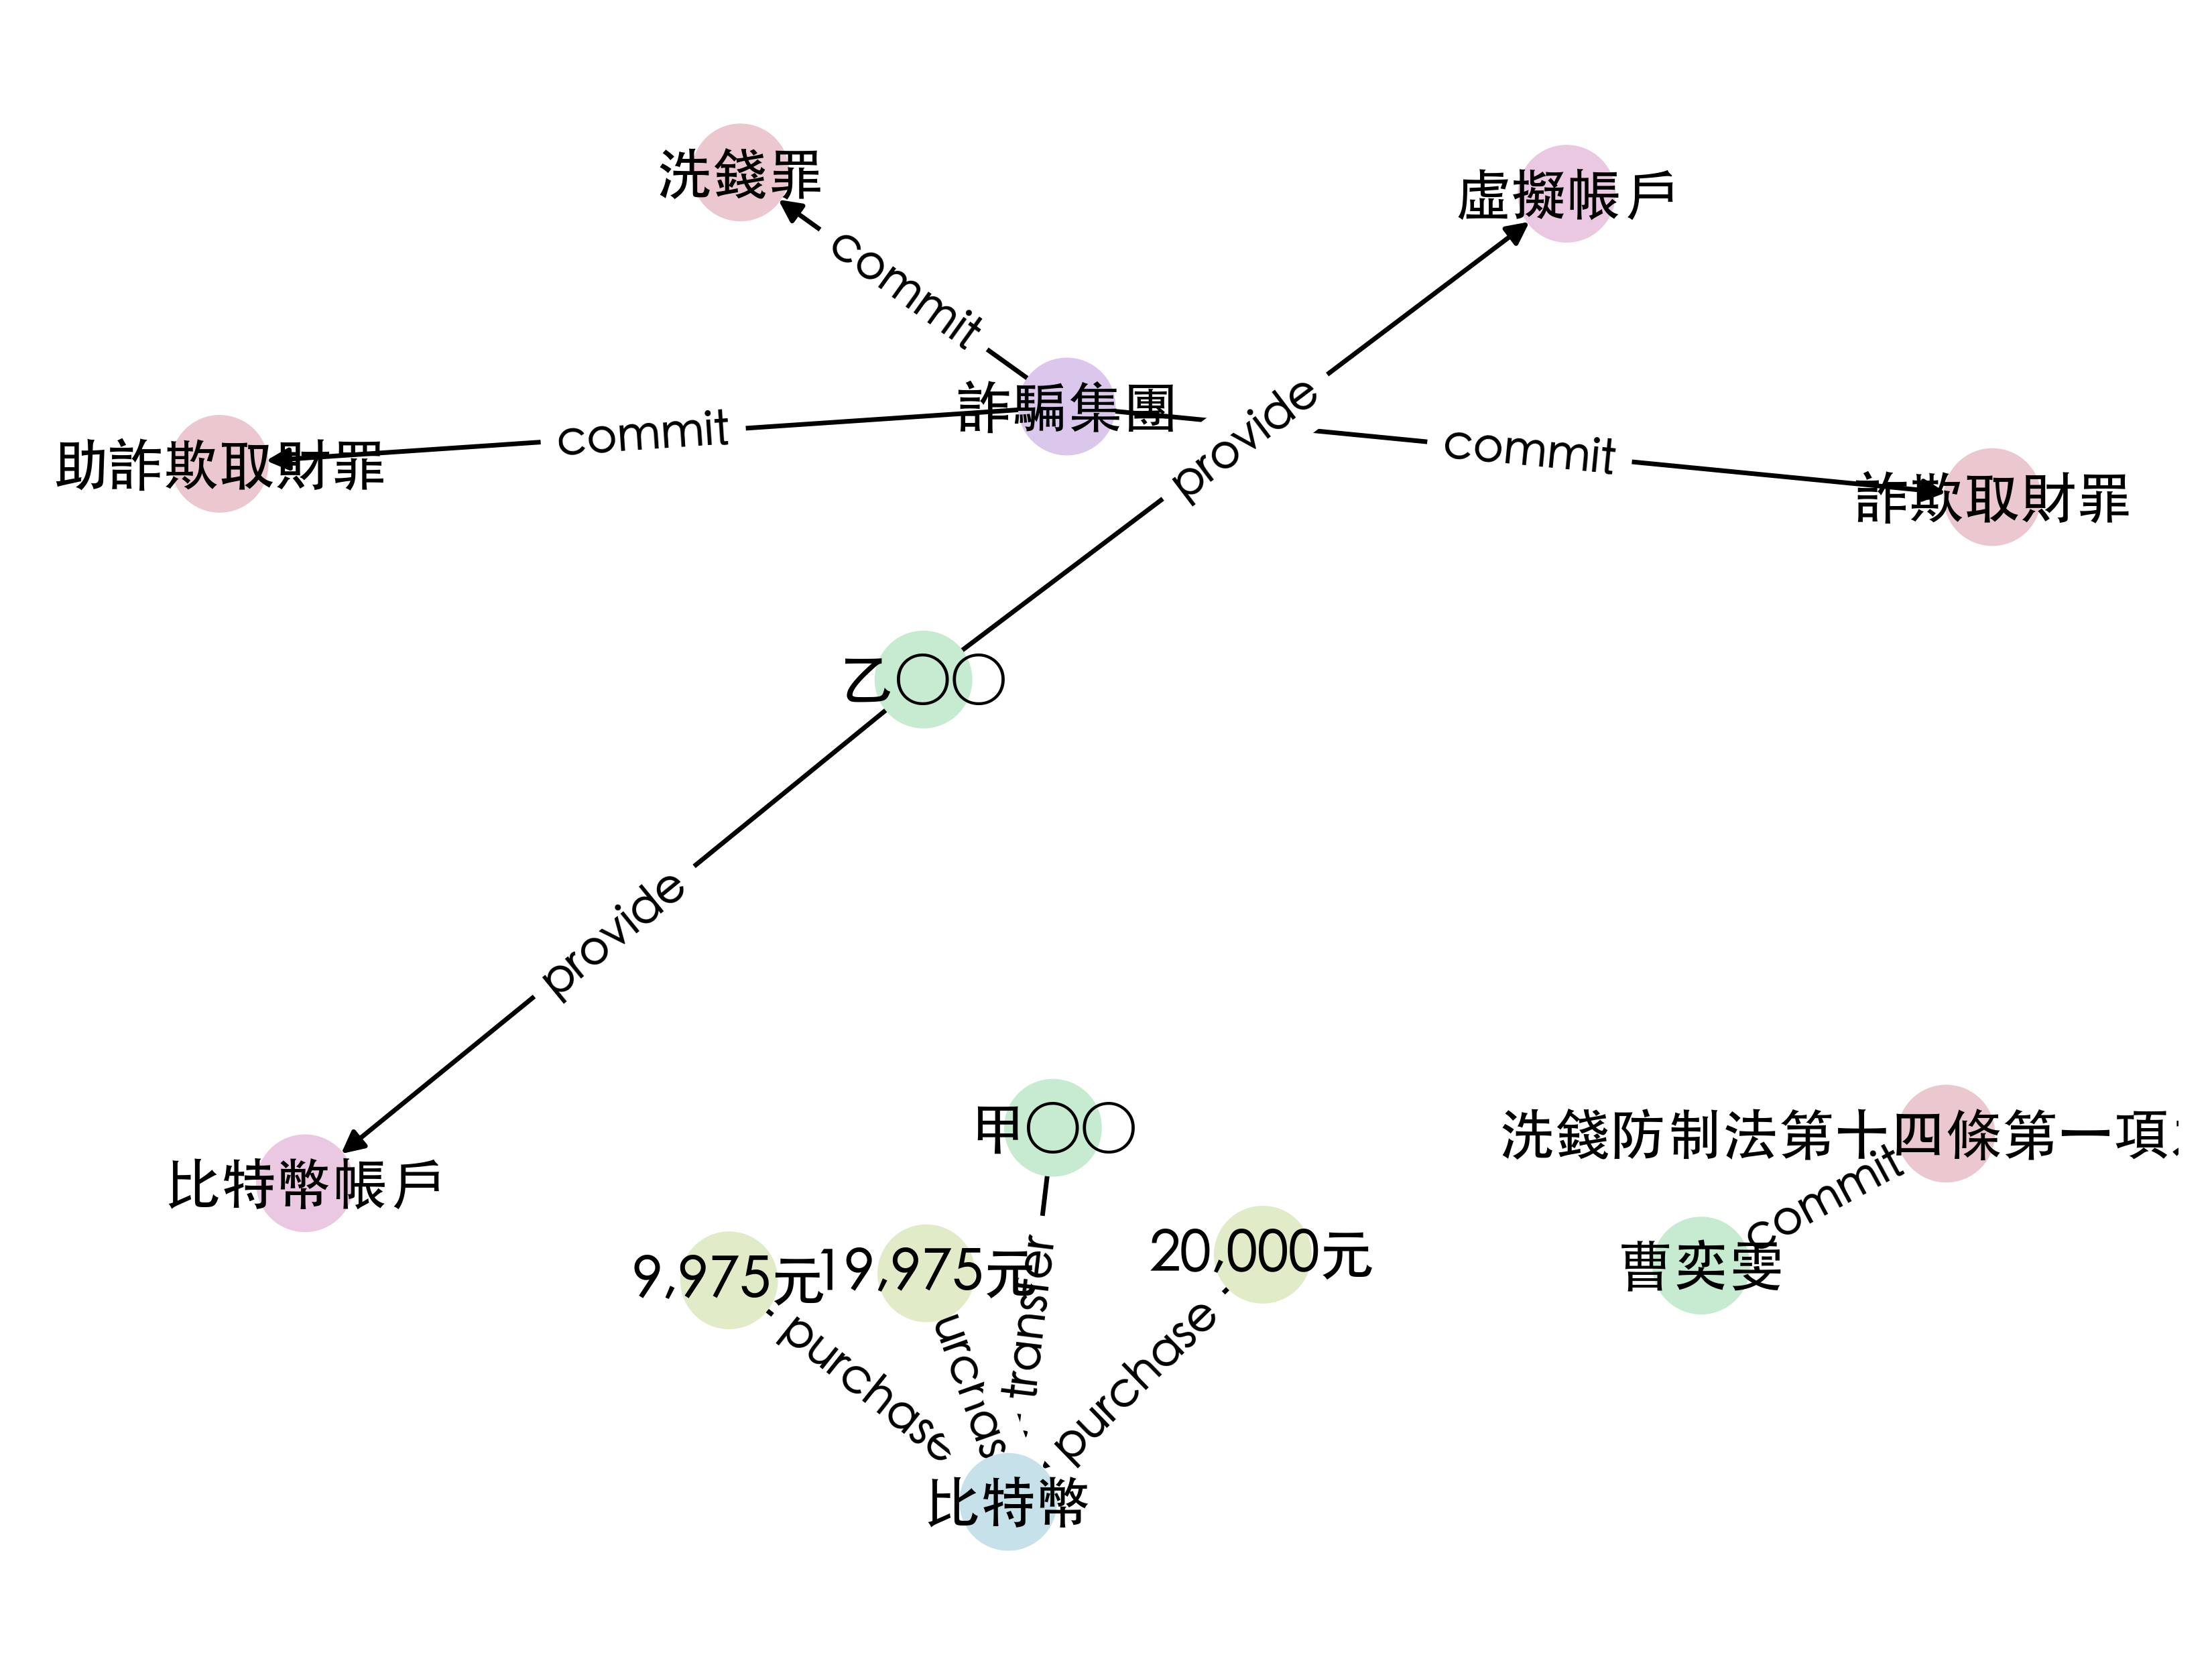 洗錢罪
虛擬帳戶
commit
詐騙集團
provide
commit
commit
助詐欺取財罪
詐欺取財罪
乙〇〇
provide
甲〇〇
洗錢防制法第十四條第一項
比特幣帳戶
commit
曹奕雯
9,975元
19,975元
20,000元
transfer
purchase
purchase
比特幣